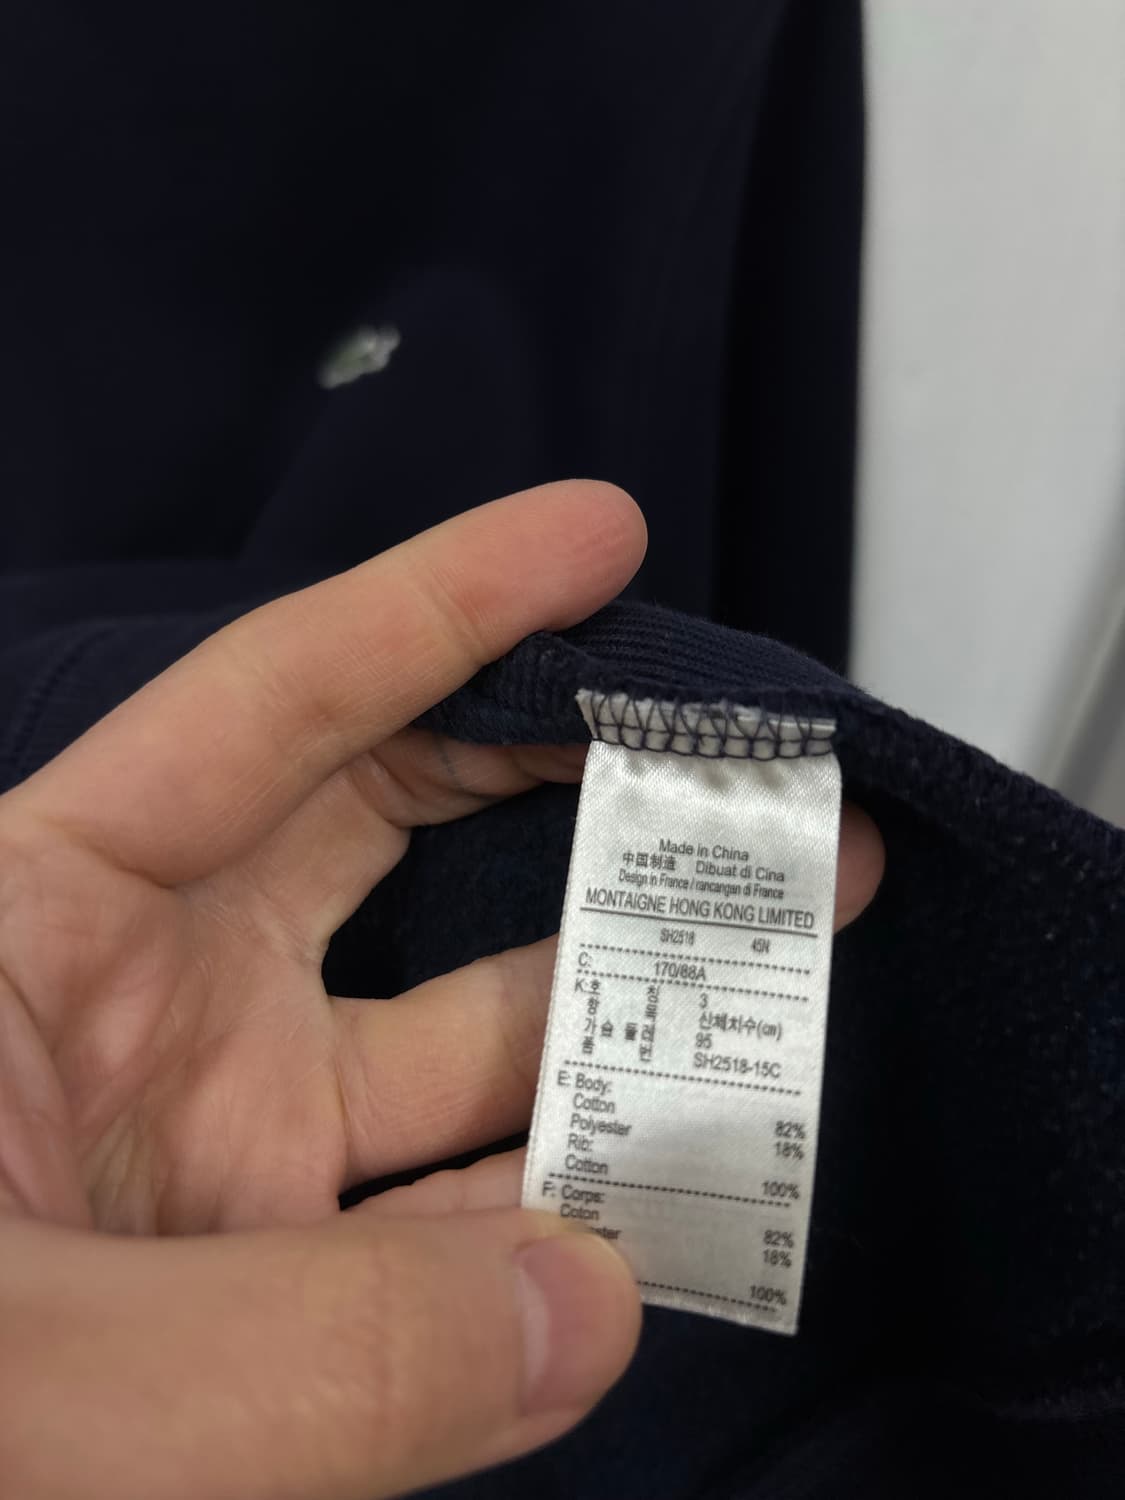 Made in China
中国制造 Dibuat di Cina
Design in France / rancangan di France
MONTAIGNE HONG KONG LIMITED
SH2518 45N
C: 170/88A
K: 호 칭 3
항 목 신체치수(㎝)
가슴 둘 레 95
품 번 SH2518-15C
E: Body:
Cotton 82%
Polyester 18%
Rib:
Cotton 100%
F: Corps:
Coton 82%
18%
100%